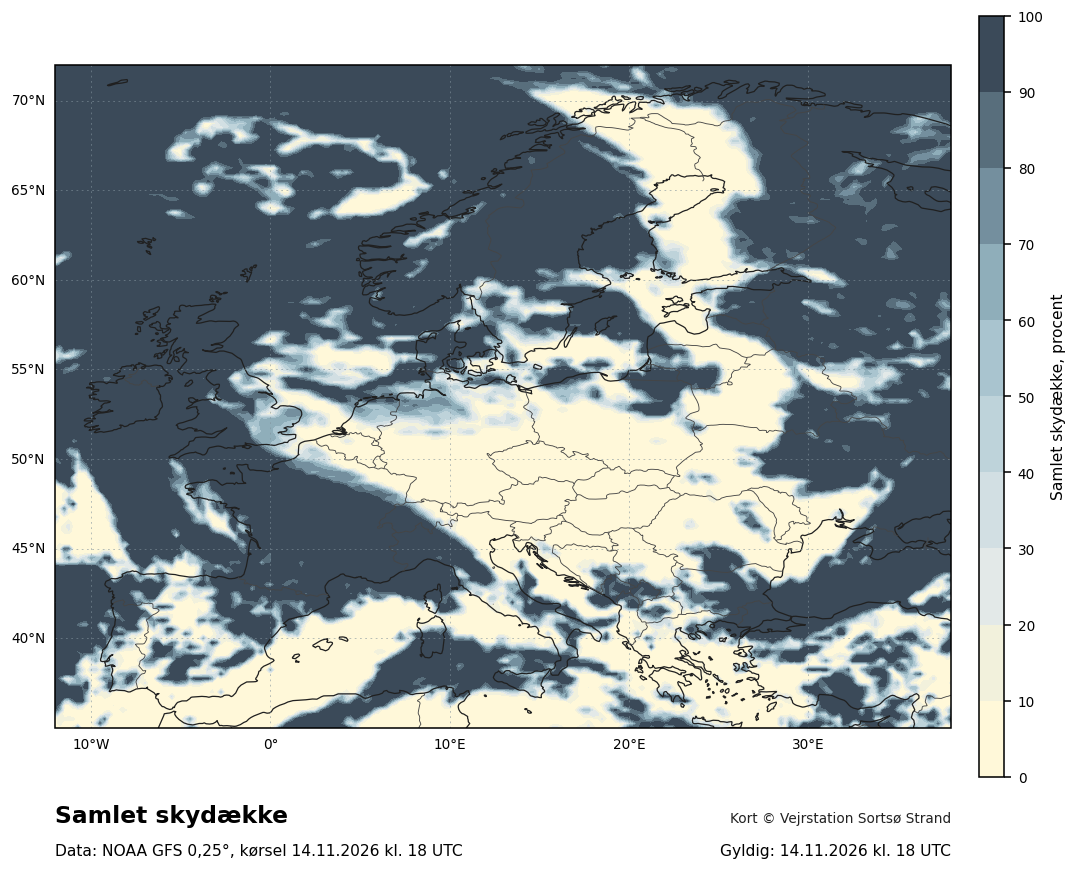 100
90
80
70
60
50
40
30
20
10
0
Samlet skydække, procent
70°N
65°N
60°N
55°N
50°N
45°N
40°N
10°W
0°
10°E
20°E
30°E
Samlet skydække
Kort © Vejrstation Sortsø Strand
Data: NOAA GFS 0,25°, kørsel 14.11.2026 kl. 18 UTC
Gyldig: 14.11.2026 kl. 18 UTC